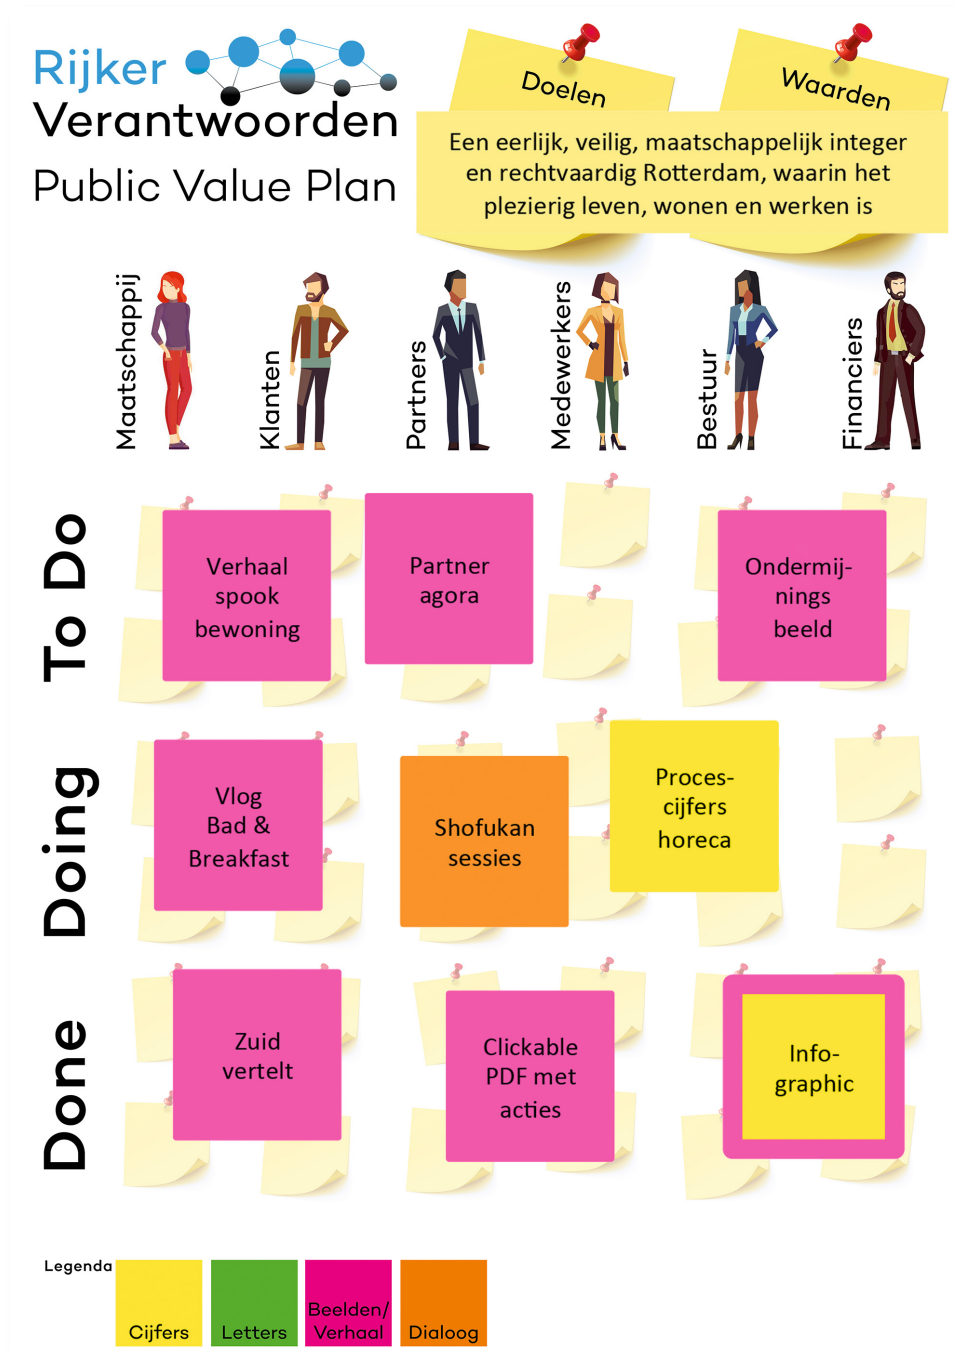 Rijker
Verantwoorden
Public Value Plan
Doelen
Waarden
Een eerlijk, veilig, maatschappelijk integer
en rechtvaardig Rotterdam, waarin het
plezierig leven, wonen en werken is
Maatschappij
Klanten
Partners
Medewerkers
Bestuur
Financiers
To Do
Verhaal
spook
bewoning
Partner
agora
Ondermij-
nings
beeld
Doing
Vlog
Bad &
Breakfast
Shofukan
sessies
Proces-
cijfers
horeca
Done
Zuid
vertelt
Clickable
PDF met
acties
Info-
graphic
Legenda
Cijfers
Letters
Beelden/
Verhaal
Dialoog